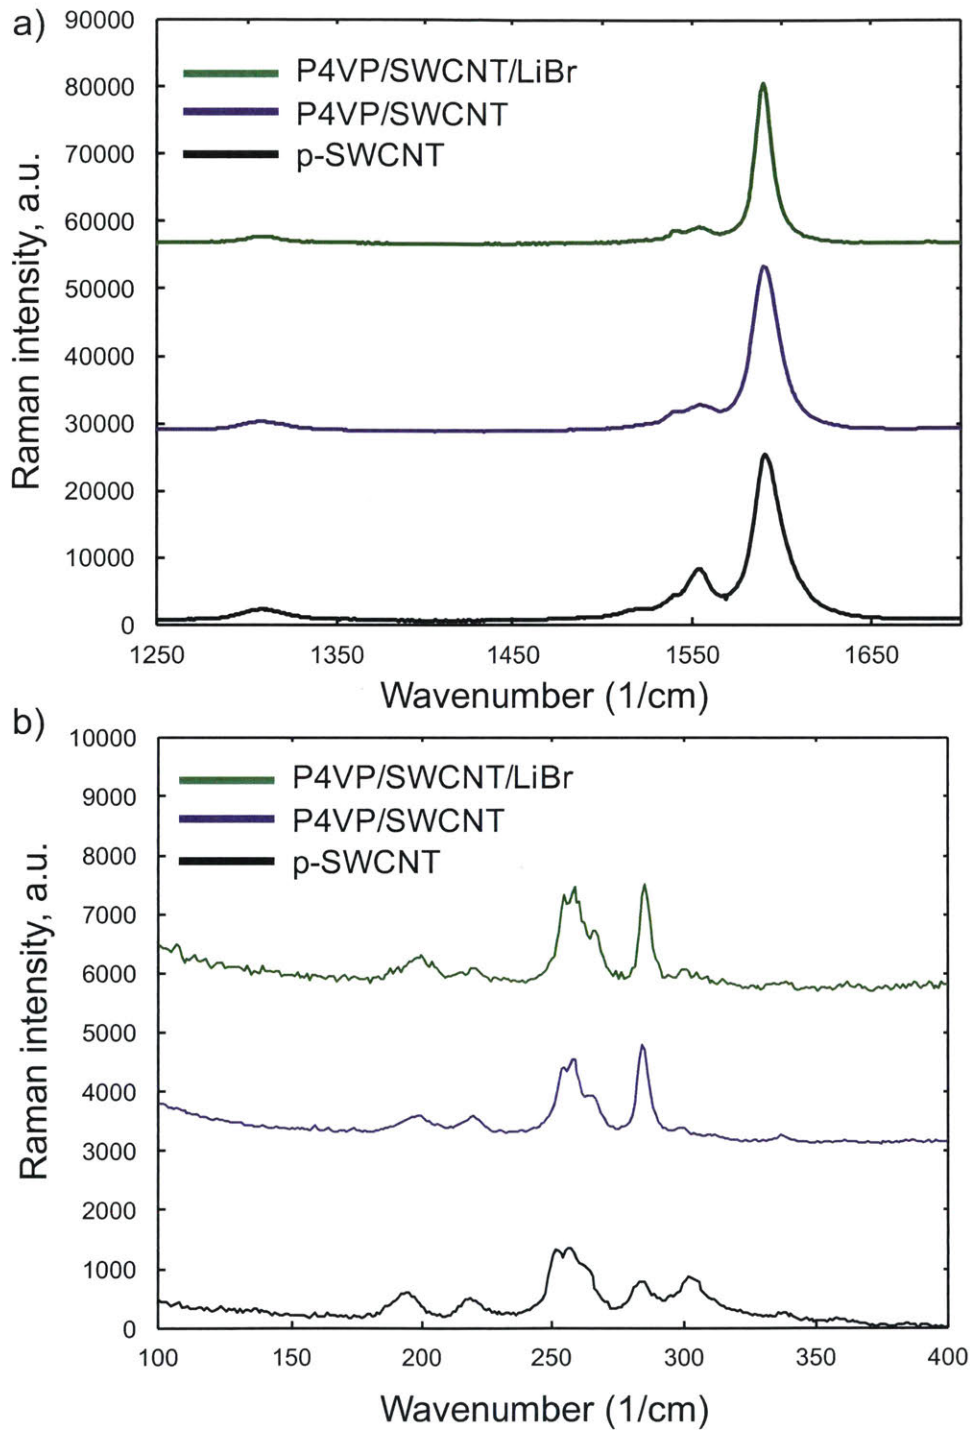 a)
90000
80000
70000
60000
50000
40000
30000
20000
10000
0
Raman intensity, a.u.
P4VP/SWCNT/LiBr
P4VP/SWCNT
p-SWCNT
1250 1350 1450 1550 1650
Wavenumber (1/cm)
b)
10000
9000
8000
7000
6000
5000
4000
3000
2000
1000
0
Raman intensity, a.u.
P4VP/SWCNT/LiBr
P4VP/SWCNT
p-SWCNT
100 150 200 250 300 350 400
Wavenumber (1/cm)